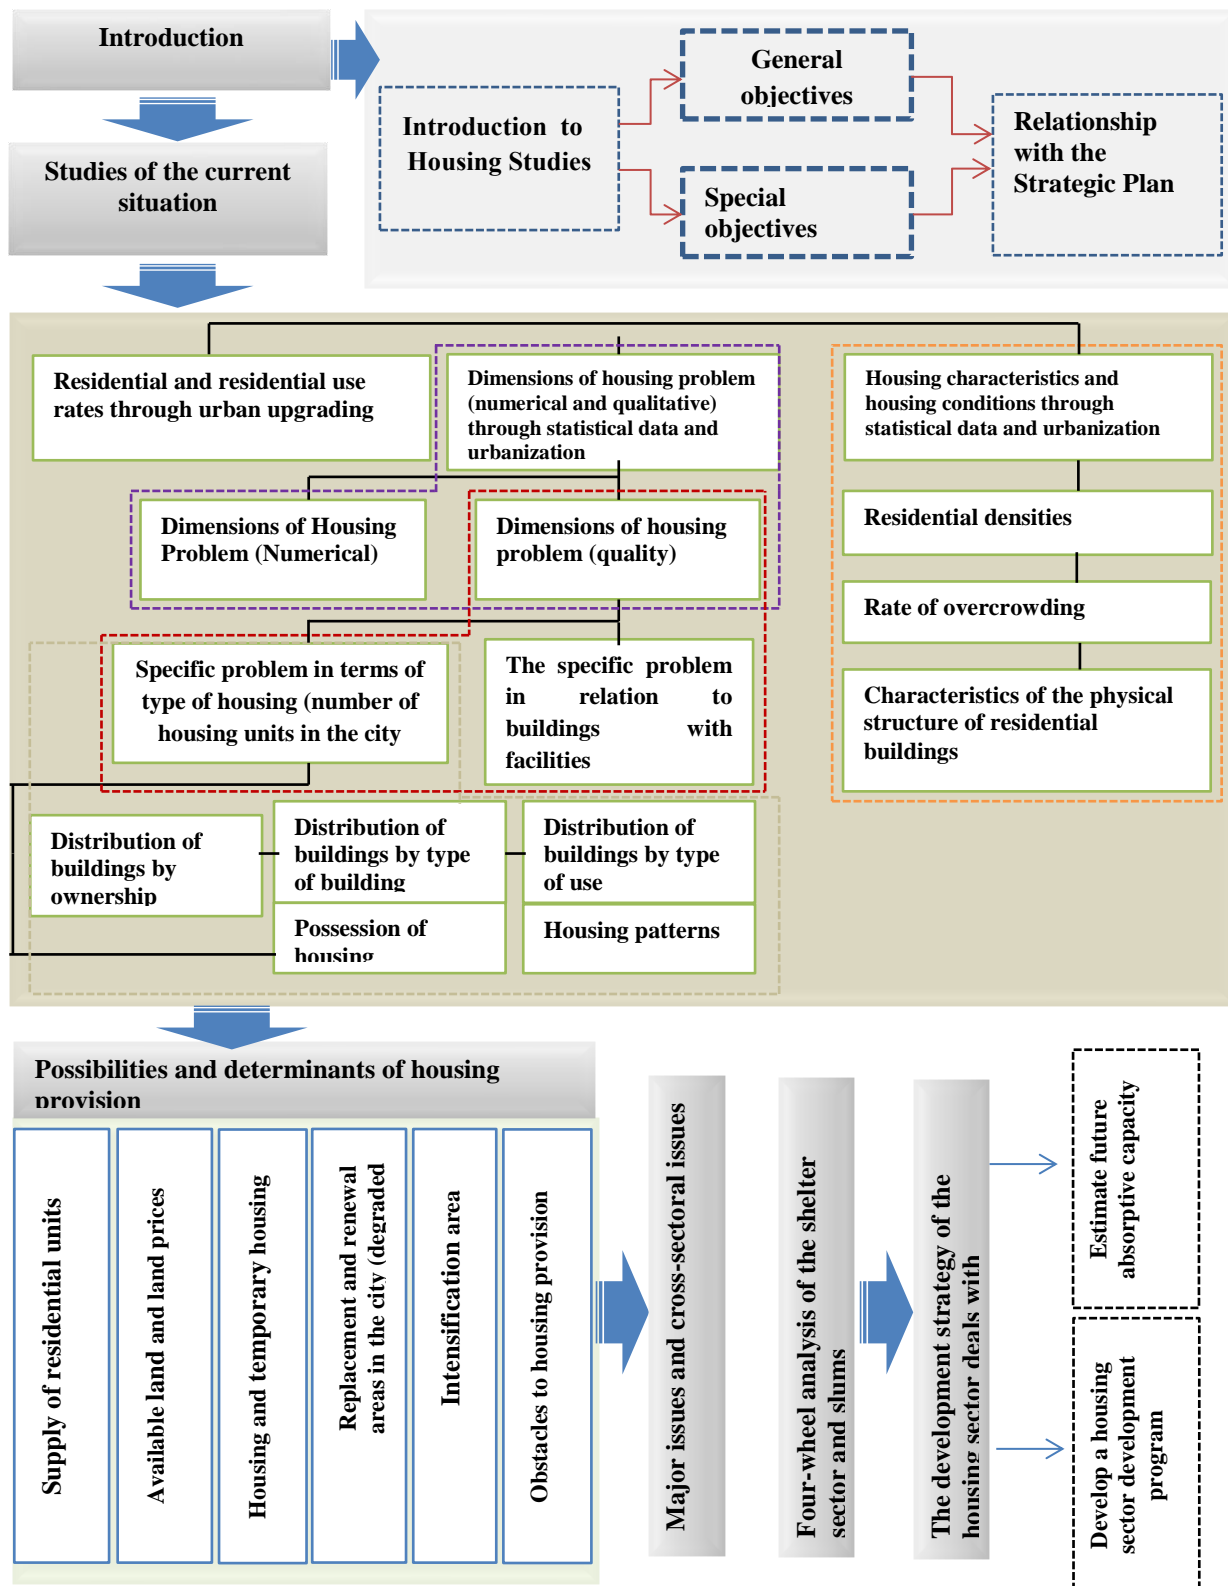 Introduction
General
objectives
Introduction to
Housing Studies
Relationship
with the
Strategic Plan
Studies of the current
situation
Special
objectives
Residential and residential use
rates through urban upgrading
Dimensions of housing problem
(numerical and qualitative)
through statistical data and
urbanization
Housing characteristics and
housing conditions through
statistical data and urbanization
Dimensions of Housing
Problem (Numerical)
Dimensions of housing
problem (quality)
Residential densities
Rate of overcrowding
Specific problem in terms of
type of housing (number of
housing units in the city
The specific problem
in relation to
buildings with
facilities
Characteristics of the physical
structure of residential
buildings
Distribution of
buildings by
ownership
Distribution of
buildings by type
of building
Distribution of
buildings by type
of use
Possession of
housing
Housing patterns
Possibilities and determinants of housing
provision
Supply of residential units
Available land and land prices
Housing and temporary housing
Replacement and renewal
areas in the city (degraded
Intensification area
Obstacles to housing provision
Major issues and cross-sectoral issues
Four-wheel analysis of the shelter
sector and slums
The development strategy of the
housing sector deals with
Estimate future
absorptive capacity
Develop a housing
sector development
program